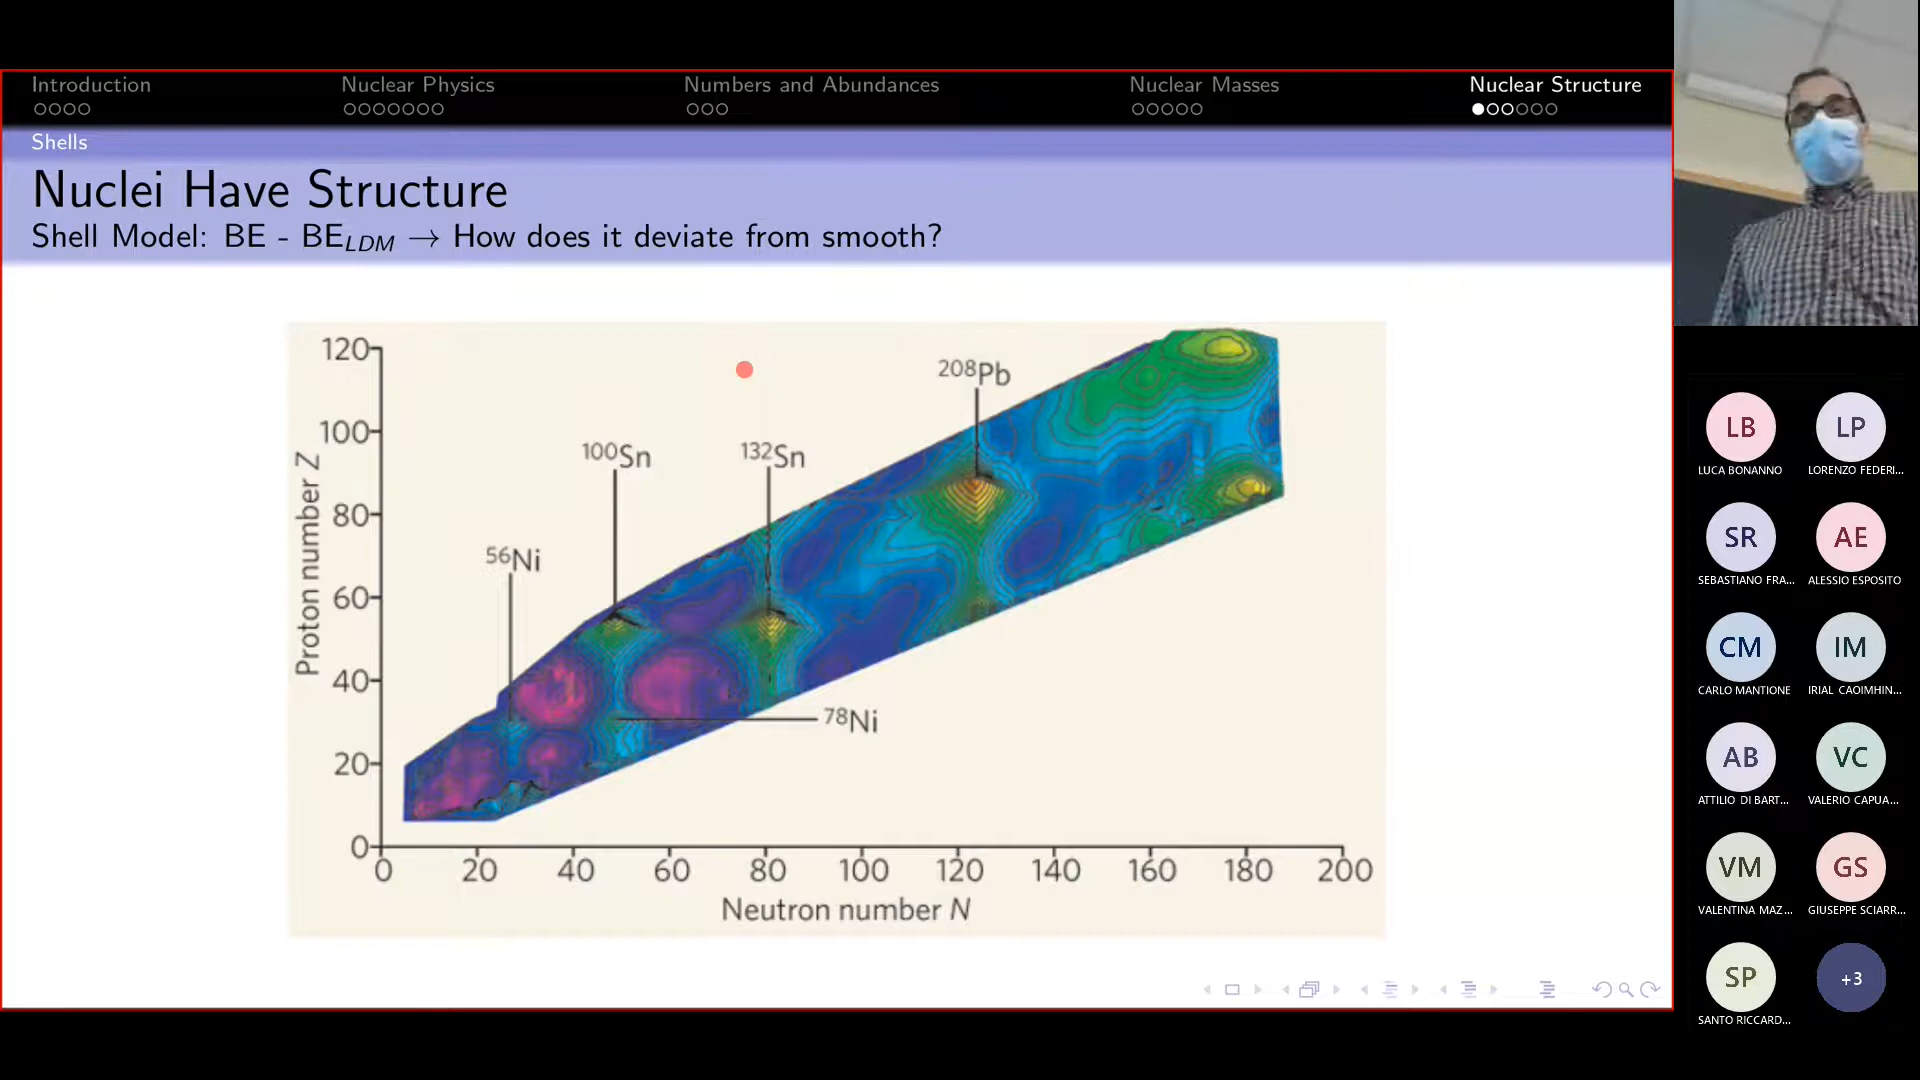 Introduction
Nuclear Physics
Numbers and Abundances
Nuclear Masses
Nuclear Structure
Shells
Nuclei Have Structure
Shell Model: BE - BE_LDM → How does it deviate from smooth?
120
100
80
60
40
20
0
Proton number Z
56Ni
100Sn
132Sn
208Pb
78Ni
0 20 40 60 80 100 120 140 160 180 200
Neutron number N
LB
LUCA BONANNO
LP
LORENZO FEDERI...
SR
SEBASTIANO FRA...
AE
ALESSIO ESPOSITO
CM
CARLO MANTIONE
IM
IRIAL CAOIMHIN...
AB
ATTILIO DI BART...
VC
VALERIO CAPUA...
VM
VALENTINA MAZ...
GS
GIUSEPPE SCIARR...
SP
SANTO RICCARD...
+3